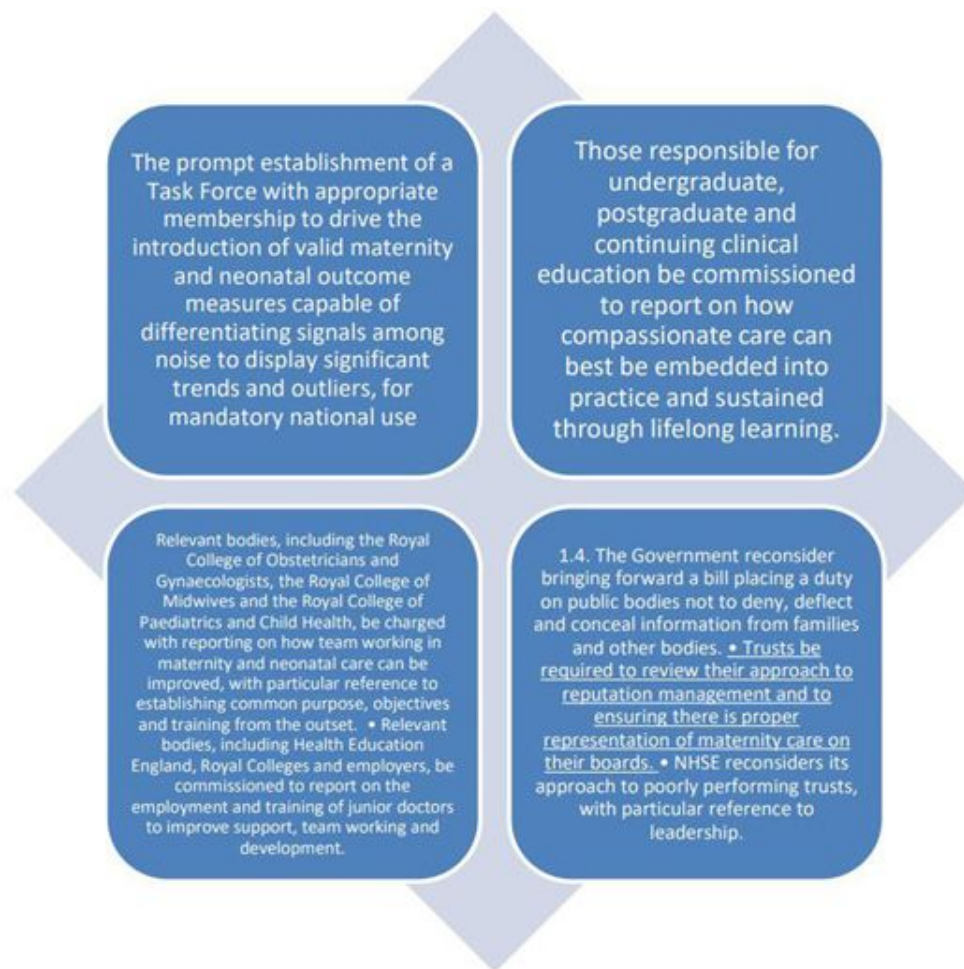 The prompt establishment of a
Task Force with appropriate
membership to drive the
introduction of valid maternity
and neonatal outcome
measures capable of
differentiating signals among
noise to display significant
trends and outliers, for
mandatory national use
Those responsible for
undergraduate,
postgraduate and
continuing clinical
education be commissioned
to report on how
compassionate care can
best be embedded into
practice and sustained
through lifelong learning.
Relevant bodies, including the Royal
College of Obstetricians and
Gynaecologists, the Royal College of
Midwives and the Royal College of
Paediatrics and Child Health, be charged
with reporting on how team working in
maternity and neonatal care can be
improved, with particular reference to
establishing common purpose, objectives
and training from the outset. • Relevant
bodies, including Health Education
England, Royal Colleges and employers, be
commissioned to report on the
employment and training of junior doctors
to improve support, team working and
development.
1.4. The Government reconsider
bringing forward a bill placing a duty
on public bodies not to deny, deflect
and conceal information from families
and other bodies. • Trusts be
required to review their approach to
reputation management and to
ensuring there is proper
representation of maternity care on
their boards. • NHSE reconsiders its
approach to poorly performing trusts,
with particular reference to
leadership.